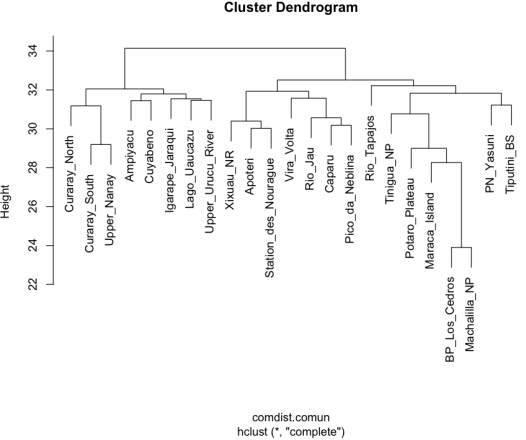 Cluster Dendrogram
Height
34
32
30
28
26
24
22
Curaray_North
Curaray_South
Upper_Nanay
Ampiyacu
Cuyabeno
Igarape_Jaraqui
Lago_Uaucazu
Upper_Urucu_River
Xixuau_NR
Apoteri
Station_des_Nourague
Vira_Volta
Rio_Jau
Caparu
Pico_da_Neblina
Rio_Tapajos
Tinigua_NP
Potaro_Plateau
Maraca_Island
BP_Los_Cedros
Machalilla_NP
PN_Yasuni
Tiputini_BS
comdist.comun
hclust (*, "complete")